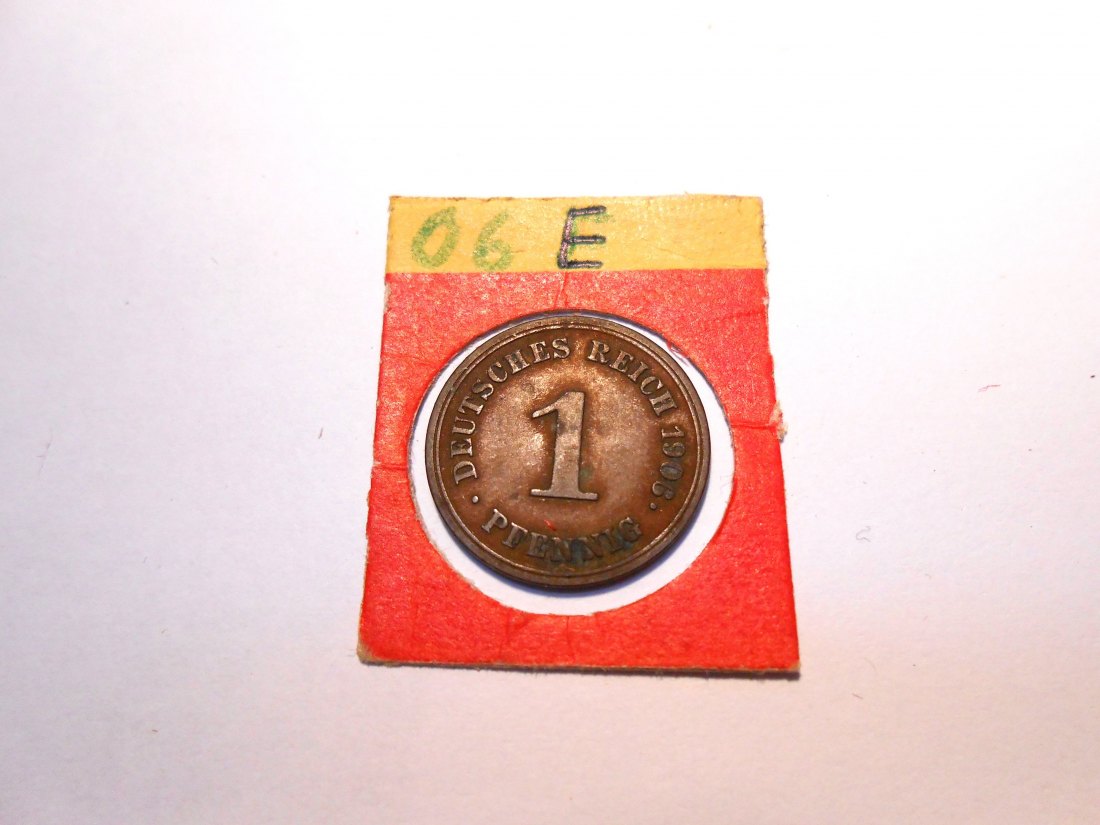 06 E
DEUTSCHES REICH 1906
1
PFENNIG